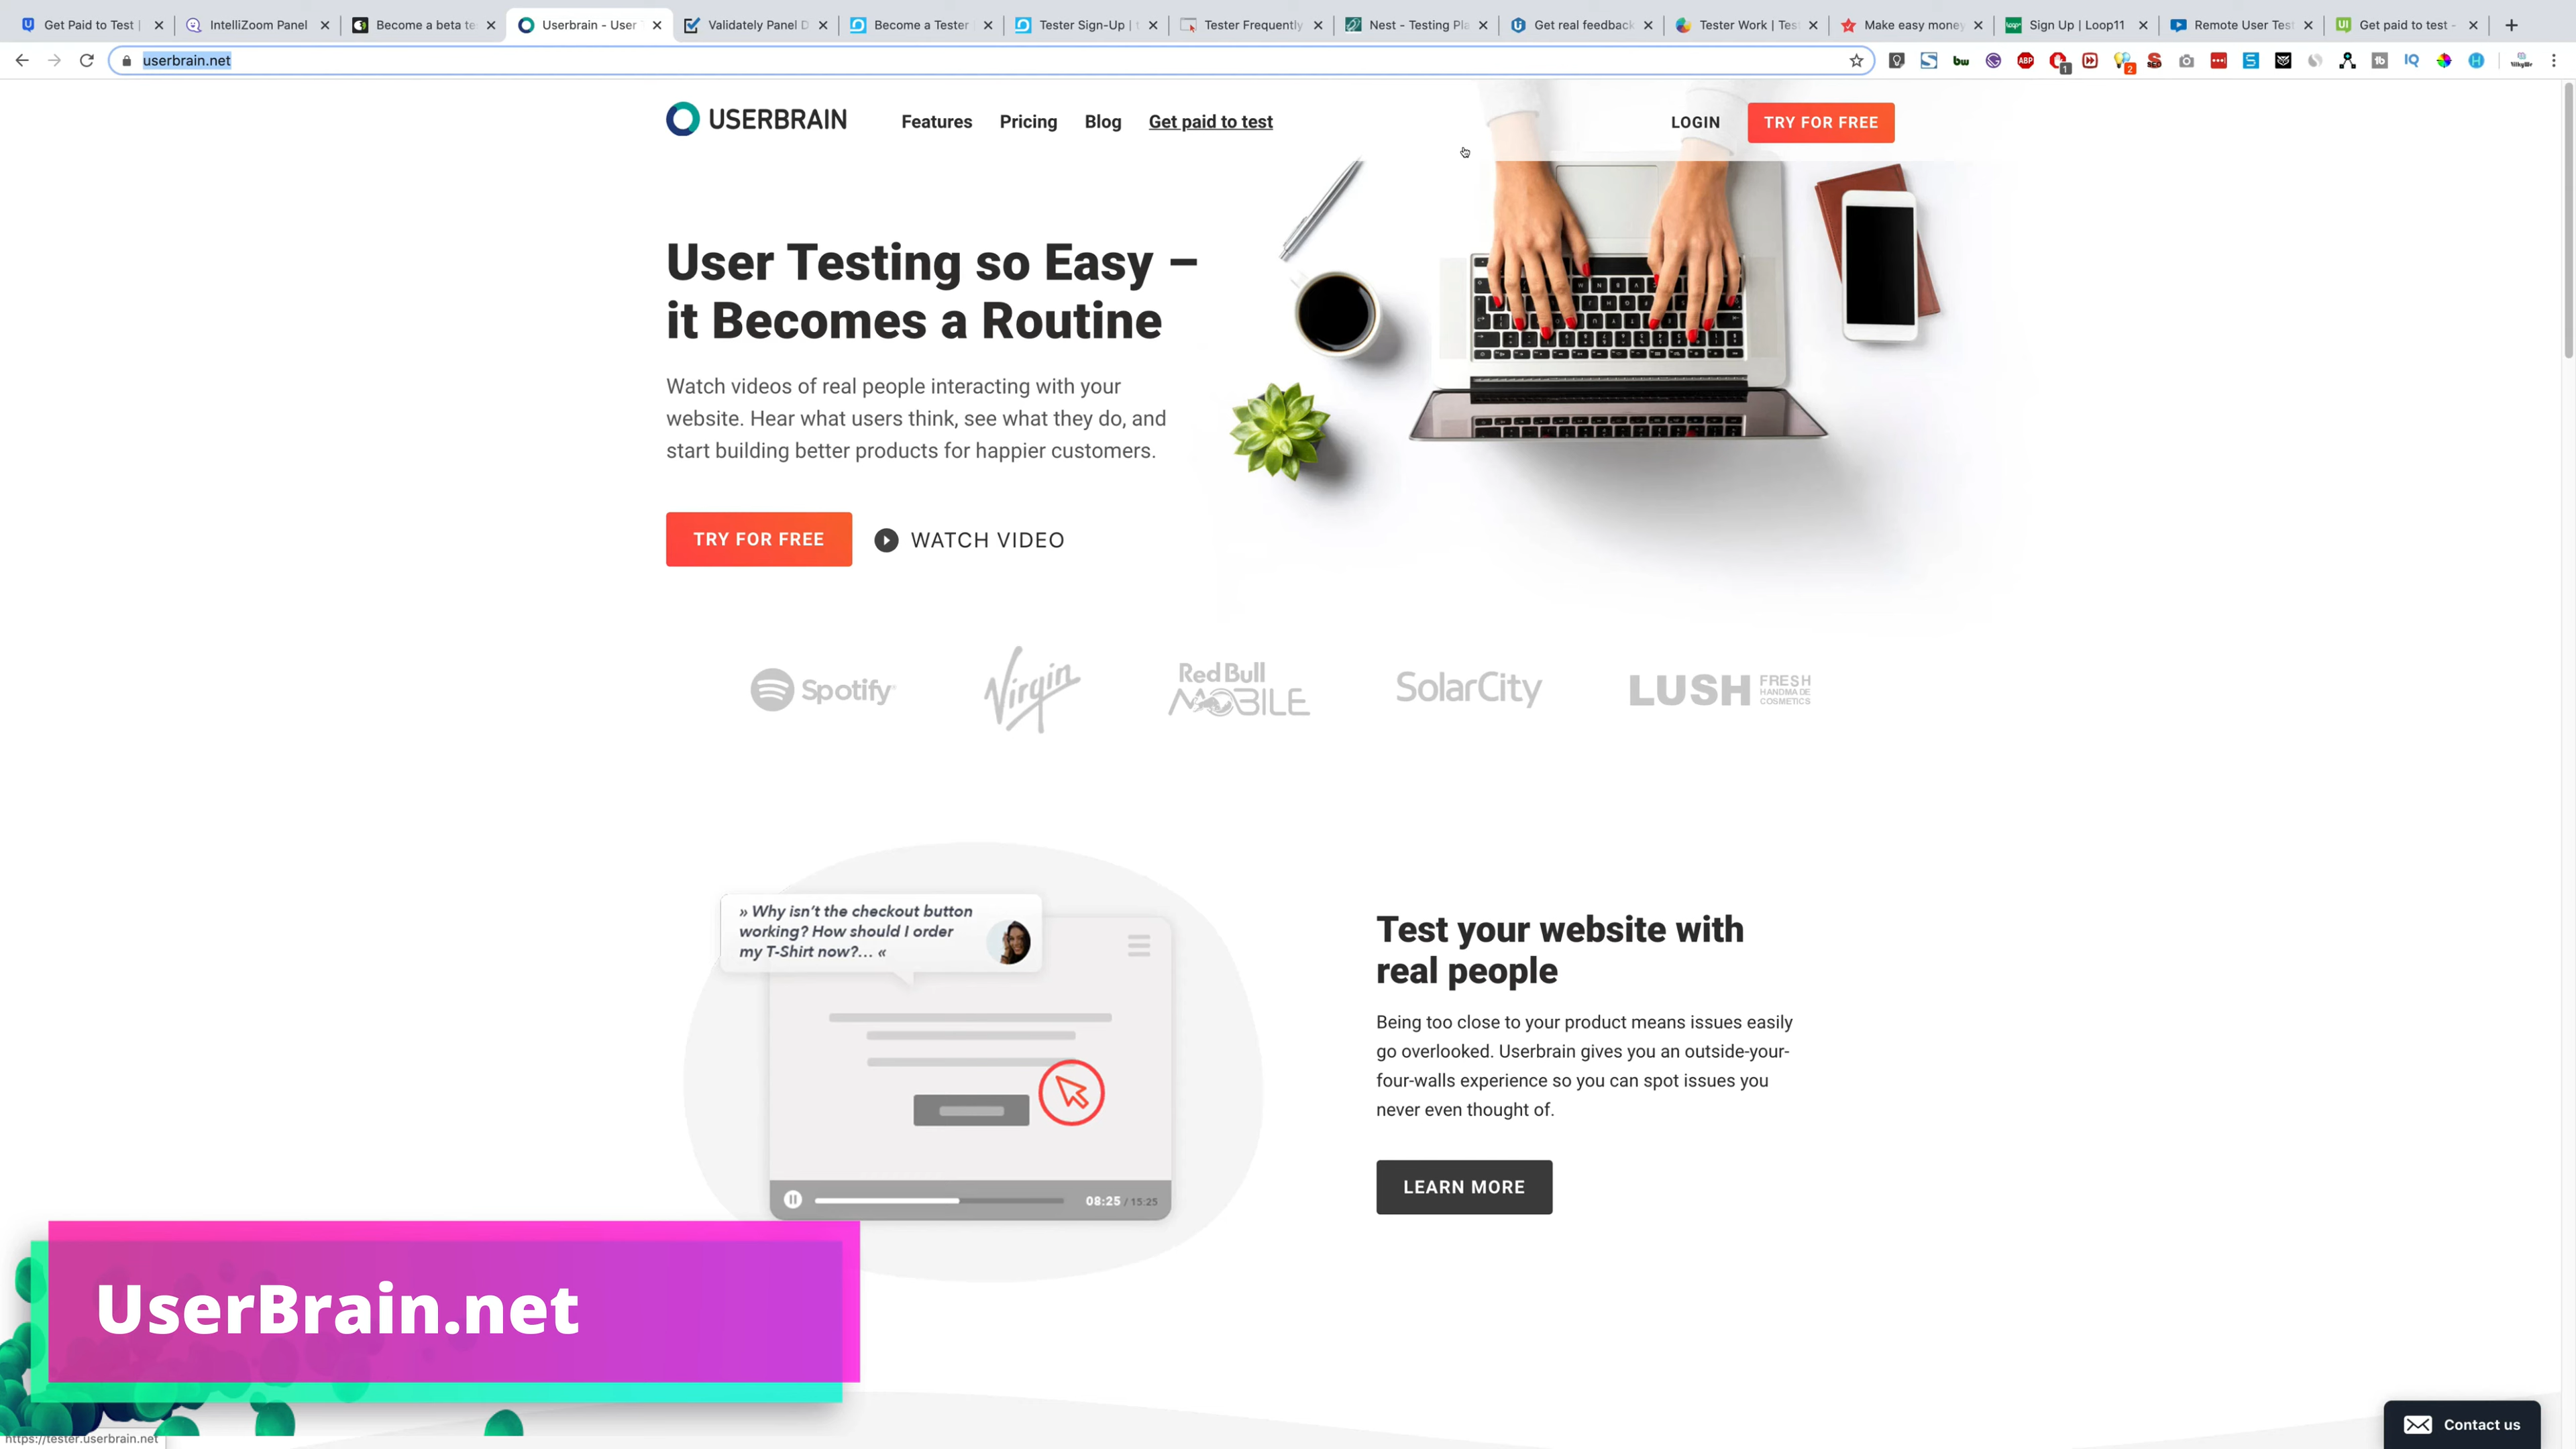 Get Paid to Test |
IntelliZoom Panel
Become a beta te
Userbrain - User
Validately Panel D
Become a Tester
Tester Sign-Up | t
Tester Frequently
Nest - Testing Pla
Get real feedback
Tester Work | Tes
Make easy money
Sign Up | Loop11
Remote User Test
Get paid to test -
userbrain.net
USERBRAIN
Features
Pricing
Blog
Get paid to test
LOGIN
TRY FOR FREE
User Testing so Easy –
it Becomes a Routine
Watch videos of real people interacting with your
website. Hear what users think, see what they do, and
start building better products for happier customers.
TRY FOR FREE
WATCH VIDEO
Spotify
Virgin
Red Bull
MOBILE
SolarCity
LUSH
FRESH
HANDMADE
COSMETICS
» Why isn't the checkout button
working? How should I order
my T-Shirt now?... «
08:25 / 15:25
Test your website with
real people
Being too close to your product means issues easily
go overlooked. Userbrain gives you an outside-your-
four-walls experience so you can spot issues you
never even thought of.
LEARN MORE
UserBrain.net
https://tester.userbrain.net
Contact us